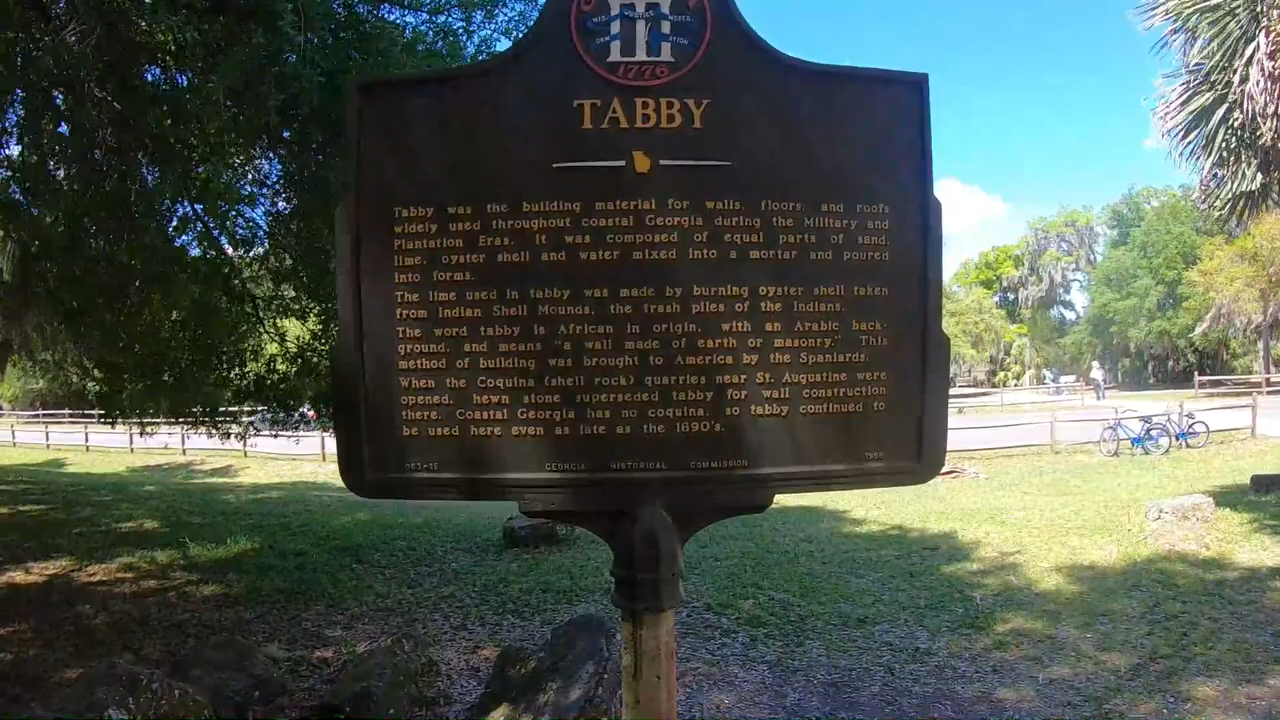 WIS. JUSTICE MODER.
1776
TABBY
Tabby was the building material for walls, floors, and roofs
widely used throughout coastal Georgia during the Military and
Plantation Eras. It was composed of equal parts of sand,
lime, oyster shell and water mixed into a mortar and poured
into forms.
The lime used in tabby was made by burning oyster shell taken
from Indian Shell Mounds, the trash piles of the Indians.
The word tabby is African in origin, with an Arabic back-
ground, and means "a wall made of earth or masonry." This
method of building was brought to America by the Spaniards.
When the Coquina (shell rock) quarries near St. Augustine were
opened, hewn stone superseded tabby for wall construction
there. Coastal Georgia has no coquina, so tabby continued to
be used here even as late as the 1890's.
GEORGIA HISTORICAL COMMISSION